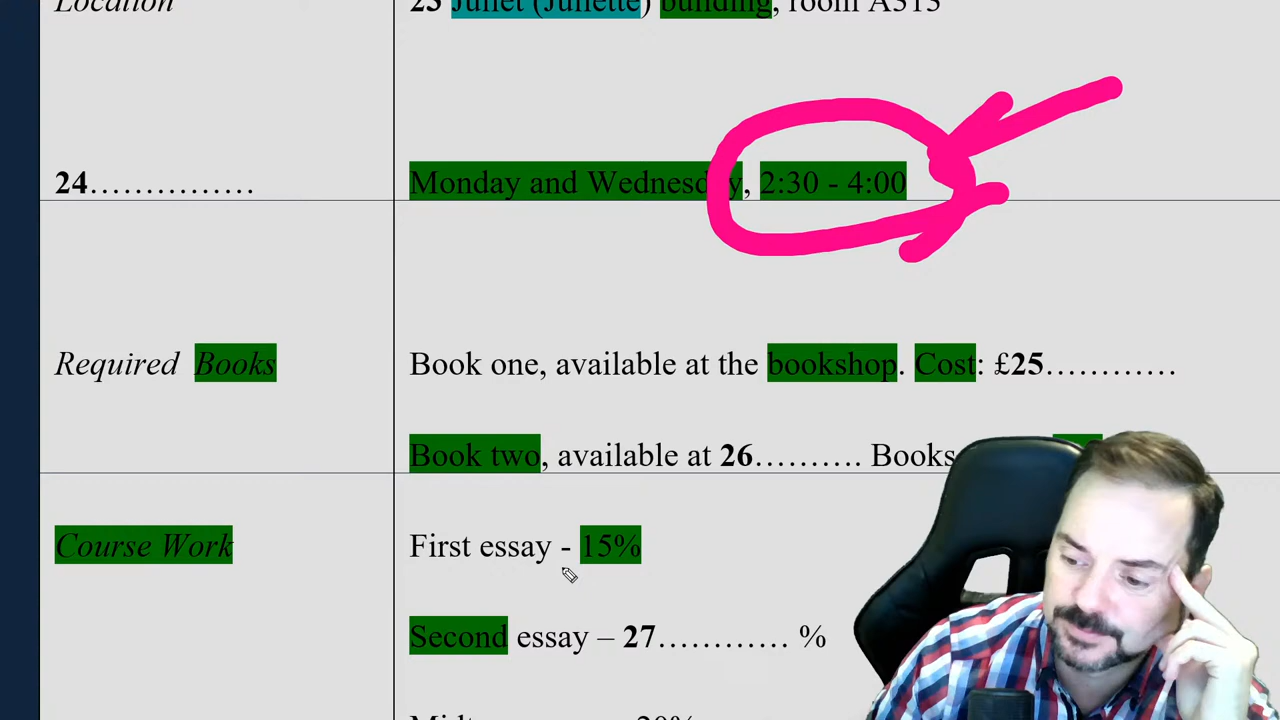 Location
23 Juliet (Juliette) building, room A313
24…………… Monday and Wednesday, 2:30 - 4:00
Required Books
Book one, available at the bookshop. Cost: £25…………
Book two, available at 26………. Books
Course Work
First essay - 15%
Second essay – 27………… %
20%